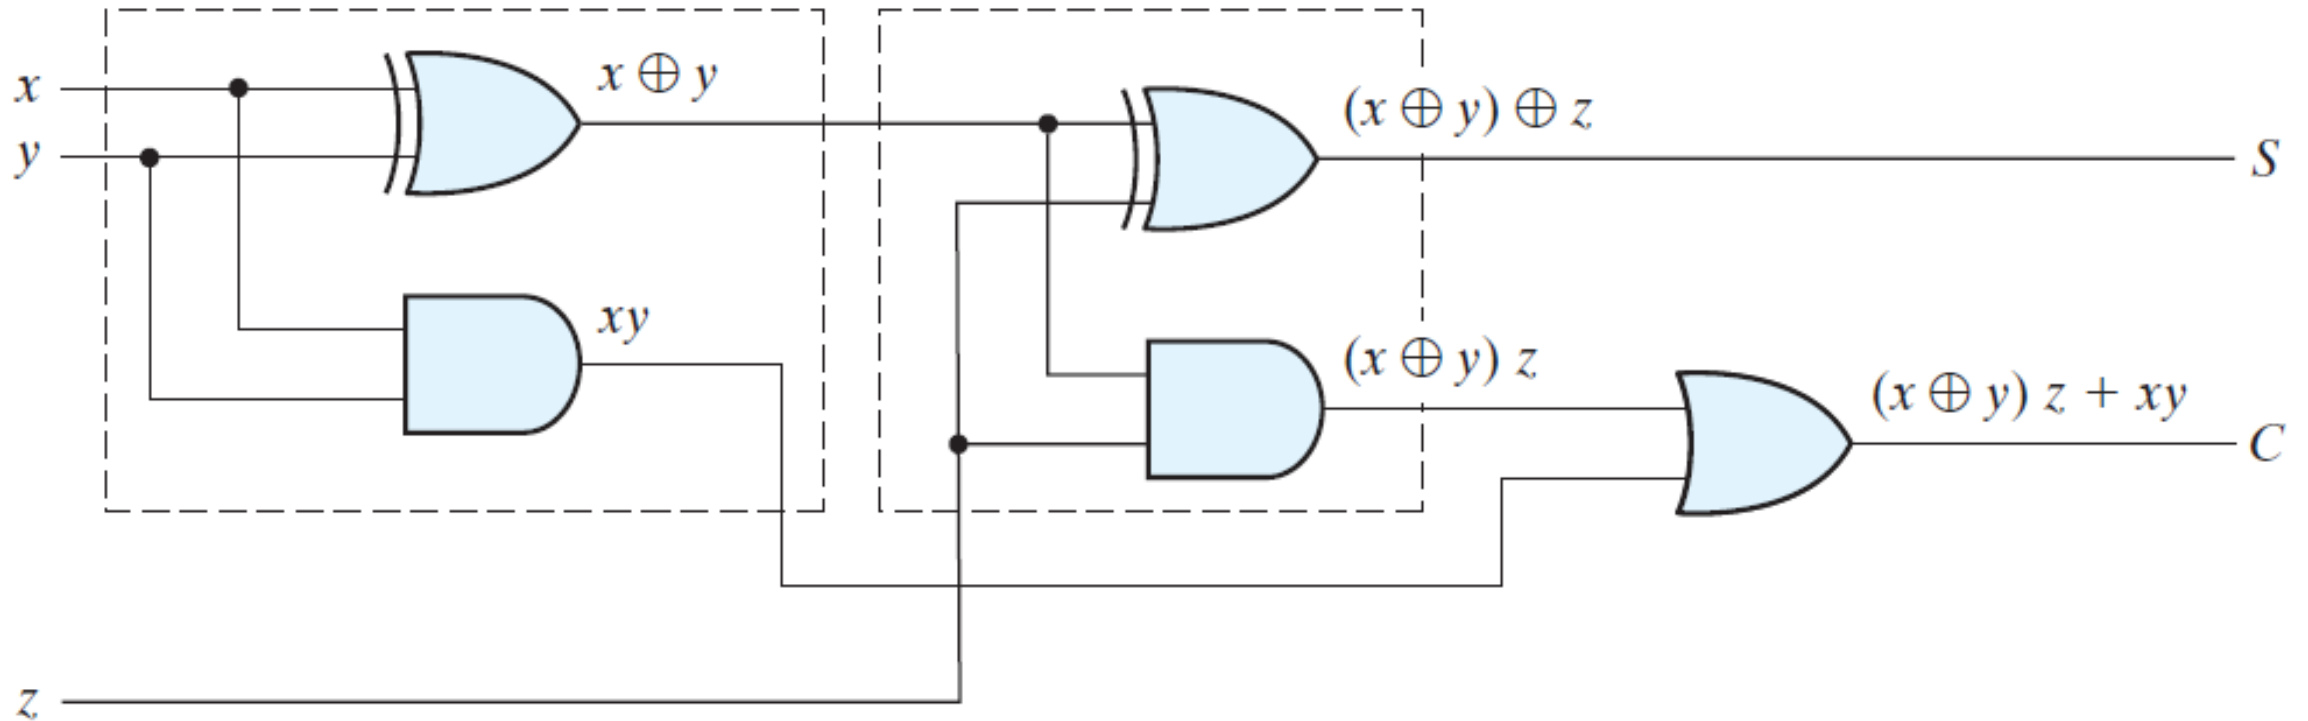 x
y
x ⊕ y
(x ⊕ y) ⊕ z
S
xy
(x ⊕ y) z
(x ⊕ y) z + xy
C
z